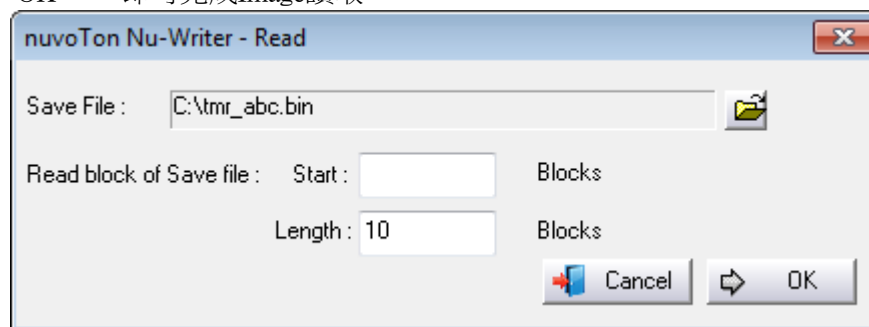 nuvoTon Nu-Writer - Read
Save File : C:\tmr_abc.bin
Read block of Save file : Start : Blocks
Length : 10 Blocks
Cancel OK